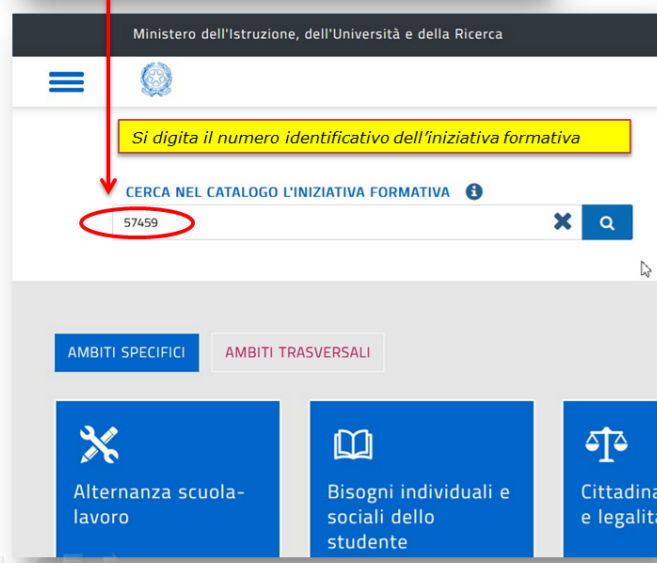 Ministero dell'Istruzione, dell'Università e della Ricerca
Si digita il numero identificativo dell'iniziativa formativa
CERCA NEL CATALOGO L'INIZIATIVA FORMATIVA
57459
AMBITI SPECIFICI
AMBITI TRASVERSALI
Alternanza scuola-
lavoro
Bisogni individuali e
sociali dello
studente
Cittadina
e legalità